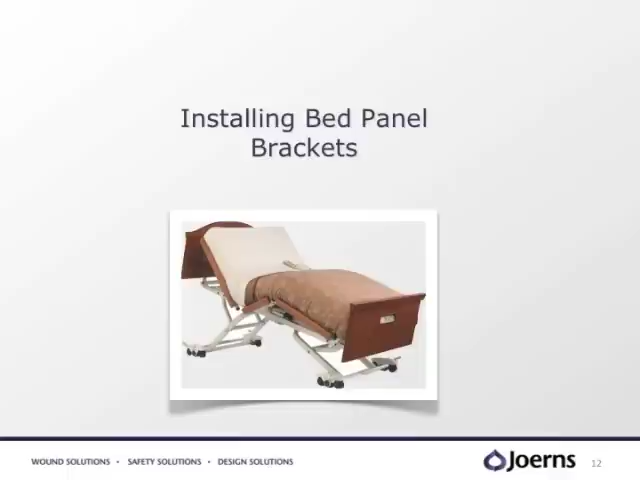 Installing Bed Panel
Brackets
WOUND SOLUTIONS • SAFETY SOLUTIONS • DESIGN SOLUTIONS
Joerns
12